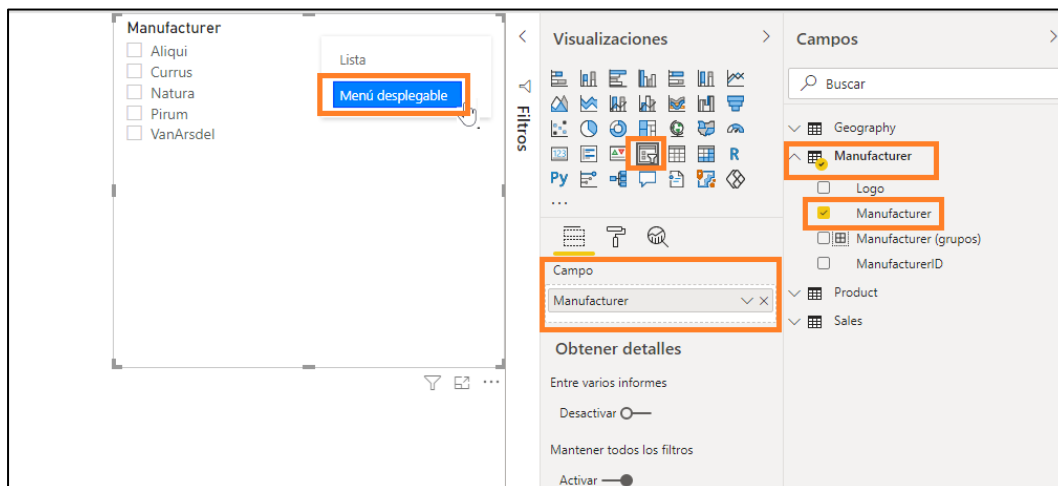 Manufacturer
Aliqui
Currus
Natura
Pirum
VanArsdel
Lista
Menú desplegable
Filtros
Visualizaciones
123
R
Py
Campo
Manufacturer
Obtener detalles
Entre varios informes
Desactivar
Mantener todos los filtros
Activar
Campos
Buscar
Geography
Manufacturer
Logo
Manufacturer
Manufacturer (grupos)
ManufacturerID
Product
Sales